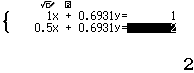 √▱ R
1x + 0.6931y= 1
0.5x + 0.6931y= 2
2